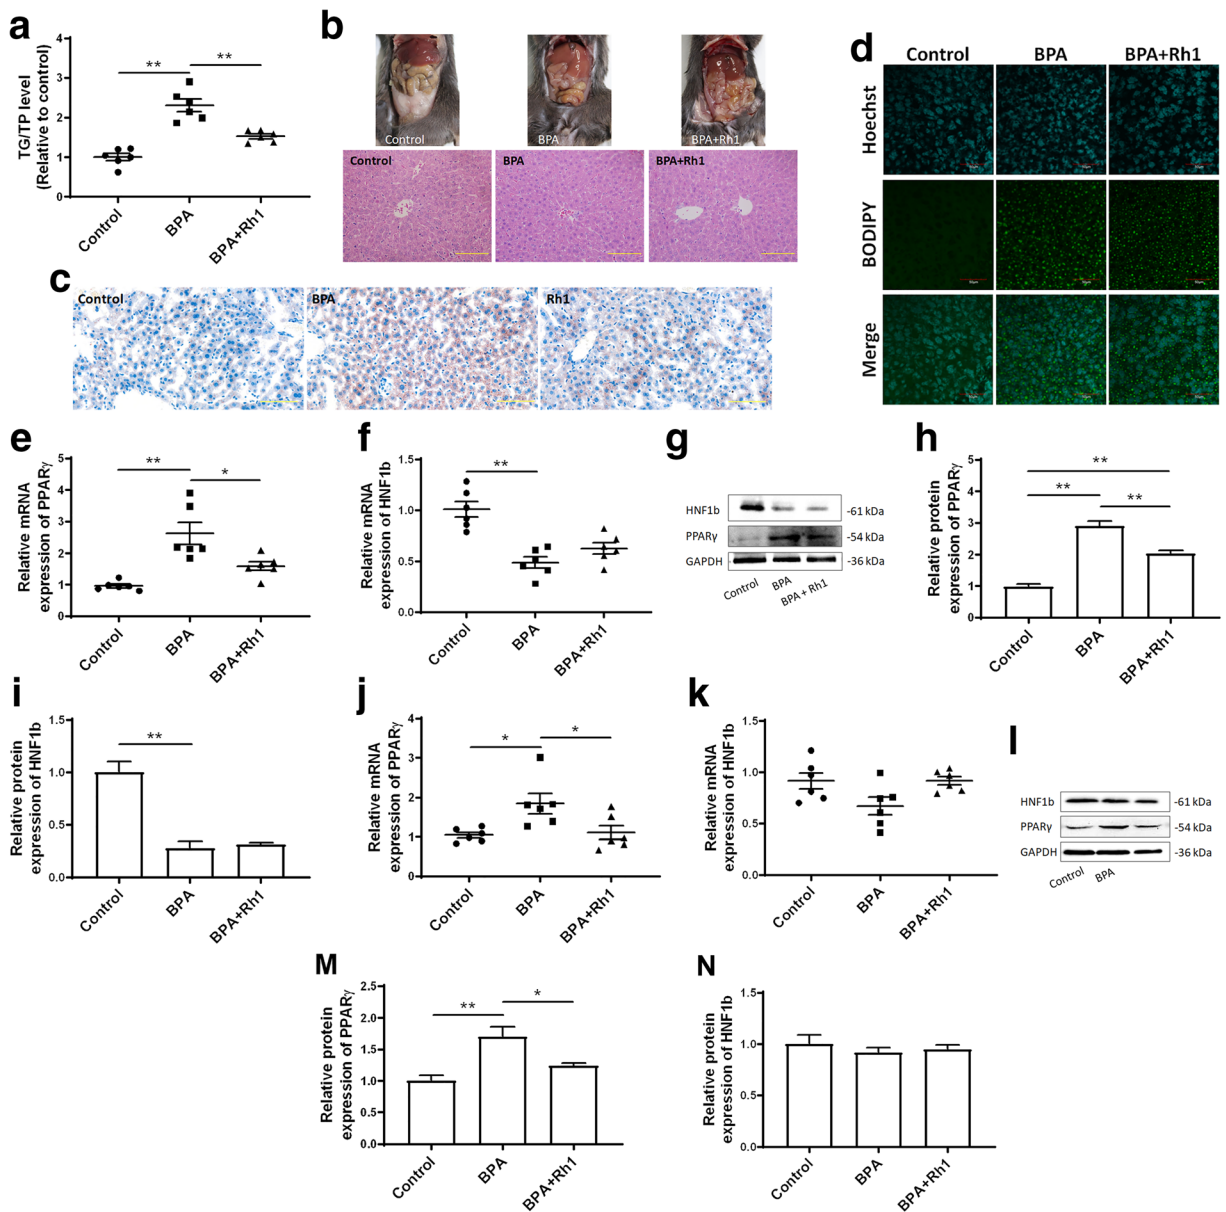 a
TG/TP level
(Relative to control)
4
3
2
1
0
**
**
Control
BPA
BPA+Rh1
b
Control
BPA
BPA+Rh1
Control
BPA
BPA+Rh1
c
Control
BPA
Rh1
d
Control
BPA
BPA+Rh1
Hoechst
BODIPY
Merge
e
Relative mRNA
expression of PPARγ
5
4
3
2
1
0
**
*
Control
BPA
BPA+Rh1
f
Relative mRNA
expression of HNF1b
1.5
1.0
0.5
0.0
**
Control
BPA
BPA+Rh1
g
HNF1b
-61 kDa
PPARγ
-54 kDa
GAPDH
-36 kDa
Control
BPA
BPA + Rh1
h
Relative protein
expression of PPARγ
5
4
3
2
1
0
**
**
**
Control
BPA
BPA+Rh1
i
Relative protein
expression of HNF1b
1.5
1.0
0.5
0.0
**
Control
BPA
BPA+Rh1
j
Relative mRNA
expression of PPARγ
4
3
2
1
0
*
*
Control
BPA
BPA+Rh1
k
Relative mRNA
expression of HNF1b
1.5
1.0
0.5
0.0
Control
BPA
BPA+Rh1
l
HNF1b
-61 kDa
PPARγ
-54 kDa
GAPDH
-36 kDa
Control
BPA
M
Relative protein
expression of PPARγ
2.5
2.0
1.5
1.0
0.5
0.0
**
*
Control
BPA
BPA+Rh1
N
Relative protein
expression of HNF1b
1.5
1.0
0.5
0.0
Control
BPA
BPA+Rh1